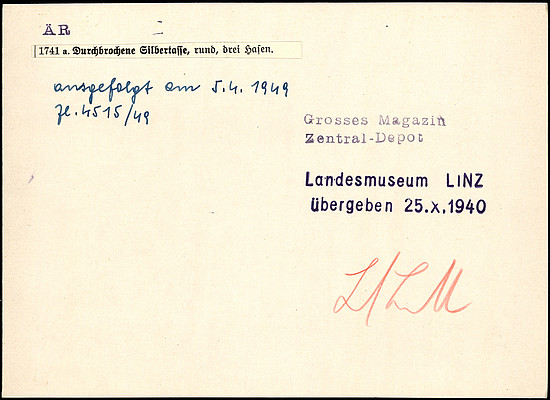 ÄR
1741 a. Durchbrochene Silbertasse, rund, drei Hasen.
ausgefolgt am 5.4.1949
Zl. 4515/49
Grosses Magazin
Zentral-Depot
Landesmuseum LINZ
übergeben 25.x.1940